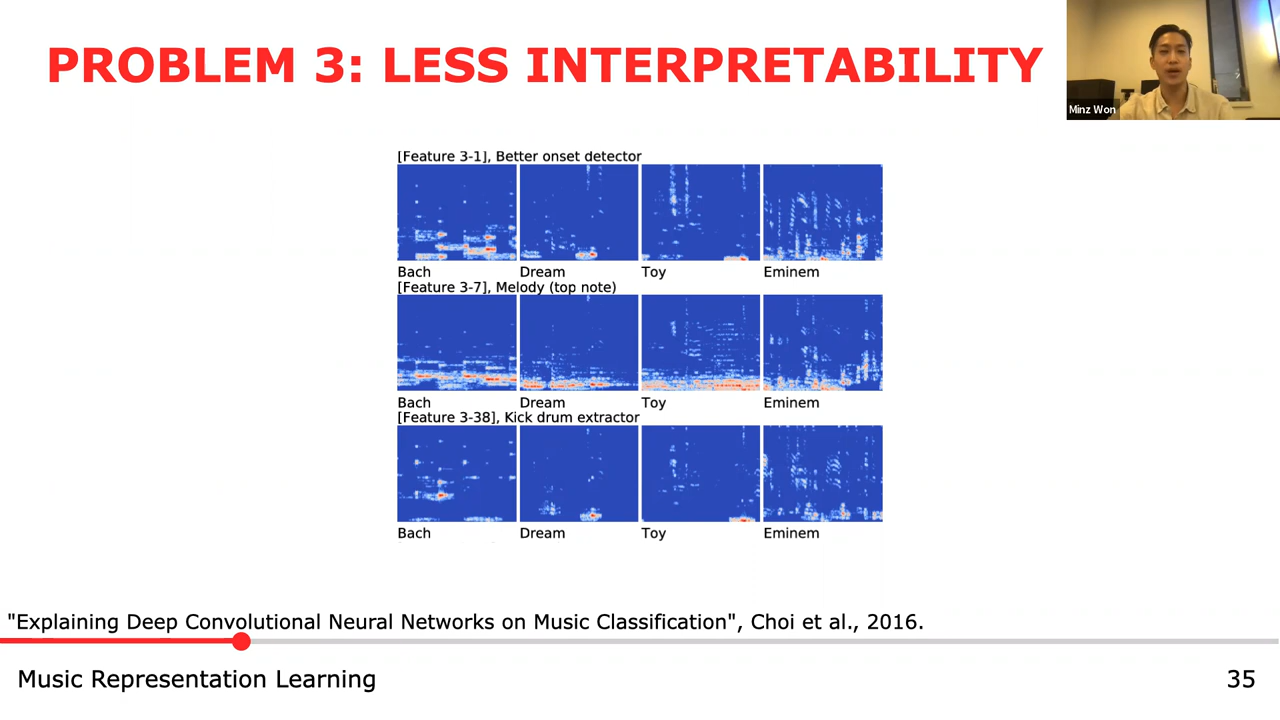 PROBLEM 3: LESS INTERPRETABILITY
Minz Won
[Feature 3-1], Better onset detector
Bach Dream Toy Eminem
[Feature 3-7], Melody (top note)
Bach Dream Toy Eminem
[Feature 3-38], Kick drum extractor
Bach Dream Toy Eminem
"Explaining Deep Convolutional Neural Networks on Music Classification", Choi et al., 2016.
Music Representation Learning 35